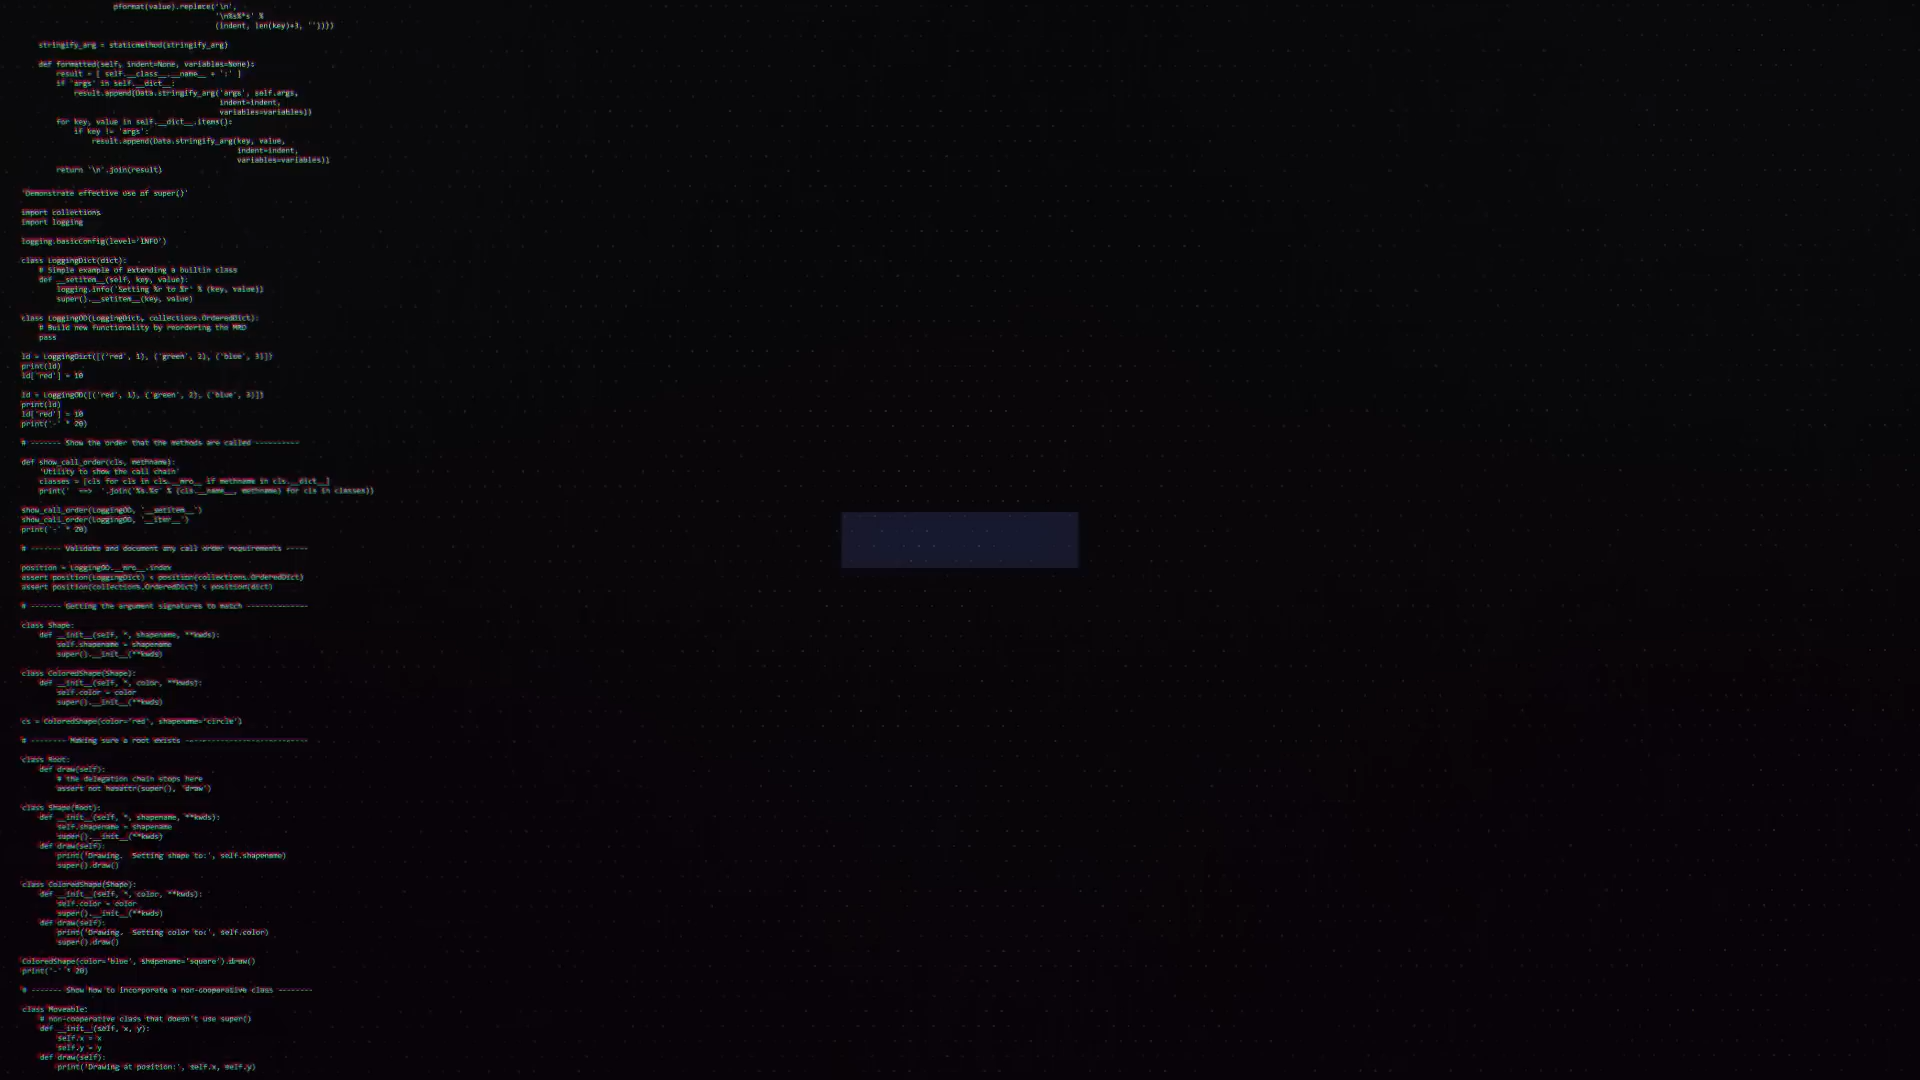 pformat(value).replace('\n',
'\n%s%*s' %
(indent, len(key)+3, ''))})
stringify_arg = staticmethod(stringify_arg)
def formatted(self, indent=None, variables=None):
result = [ self.__class__.__name__ + ':' ]
if 'args' in self.__dict__:
result.append(Data.stringify_arg('args', self.args,
indent=indent,
variables=variables))
for key, value in self.__dict__.items():
if key != 'args':
result.append(Data.stringify_arg(key, value,
indent=indent,
variables=variables))
return '\n'.join(result)
'Demonstrate effective use of super()'
import collections
import logging
logging.basicConfig(level='INFO')
class LoggingDict(dict):
# Simple example of extending a builtin class
def __setitem__(self, key, value):
logging.info('Setting %r to %r' % (key, value))
super().__setitem__(key, value)
class LoggingOD(LoggingDict, collections.OrderedDict):
# Build new functionality by reordering the MRO
pass
ld = LoggingDict([('red', 1), ('green', 2), ('blue', 3)])
print(ld)
ld['red'] = 10
ld = LoggingOD([('red', 1), ('green', 2), ('blue', 3)])
print(ld)
ld['red'] = 10
print('-' * 20)
# ------- Show the order that the methods are called ----------
def show_call_order(cls, methname):
'Utility to show the call chain'
classes = [cls for cls in cls.__mro__ if methname in cls.__dict__]
print('  ==>  '.join('%s.%s' % (cls.__name__, methname) for cls in classes))
show_call_order(LoggingOD, '__setitem__')
show_call_order(LoggingOD, '__iter__')
print('-' * 20)
# ------- Validate and document any call order requirements -----
position = LoggingOD.__mro__.index
assert position(LoggingDict) < position(collections.OrderedDict)
assert position(collections.OrderedDict) < position(dict)
# ------- Getting the argument signatures to match --------------
class Shape:
def __init__(self, *, shapename, **kwds):
self.shapename = shapename
super().__init__(**kwds)
class ColoredShape(Shape):
def __init__(self, *, color, **kwds):
self.color = color
super().__init__(**kwds)
cs = ColoredShape(color='red', shapename='circle')
# -------- Making sure a root exists ----------------------------
class Root:
def draw(self):
# the delegation chain stops here
assert not hasattr(super(), 'draw')
class Shape(Root):
def __init__(self, *, shapename, **kwds):
self.shapename = shapename
super().__init__(**kwds)
def draw(self):
print('Drawing.  Setting shape to:', self.shapename)
super().draw()
class ColoredShape(Shape):
def __init__(self, *, color, **kwds):
self.color = color
super().__init__(**kwds)
def draw(self):
print('Drawing.  Setting color to:', self.color)
super().draw()
ColoredShape(color='blue', shapename='square').draw()
print('-' * 20)
# ------- Show how to incorporate a non-cooperative class --------
class Moveable:
# non-cooperative class that doesn't use super()
def __init__(self, x, y):
self.x = x
self.y = y
def draw(self):
print('Drawing at position:', self.x, self.y)